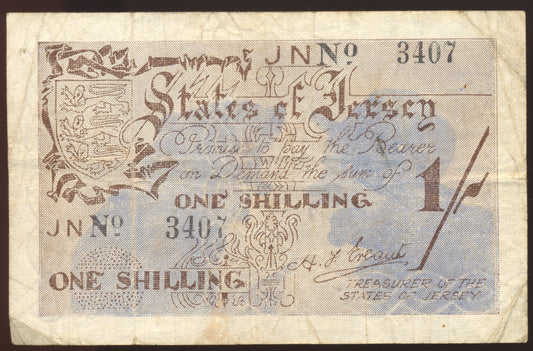 JN Nº 3407
States of Jersey
Promise to pay the Bearer
on Demand the sum of
ONE SHILLING 1/-
JN Nº 3407
H F Ereaut
ONE SHILLING
TREASURER OF THE
STATES OF JERSEY